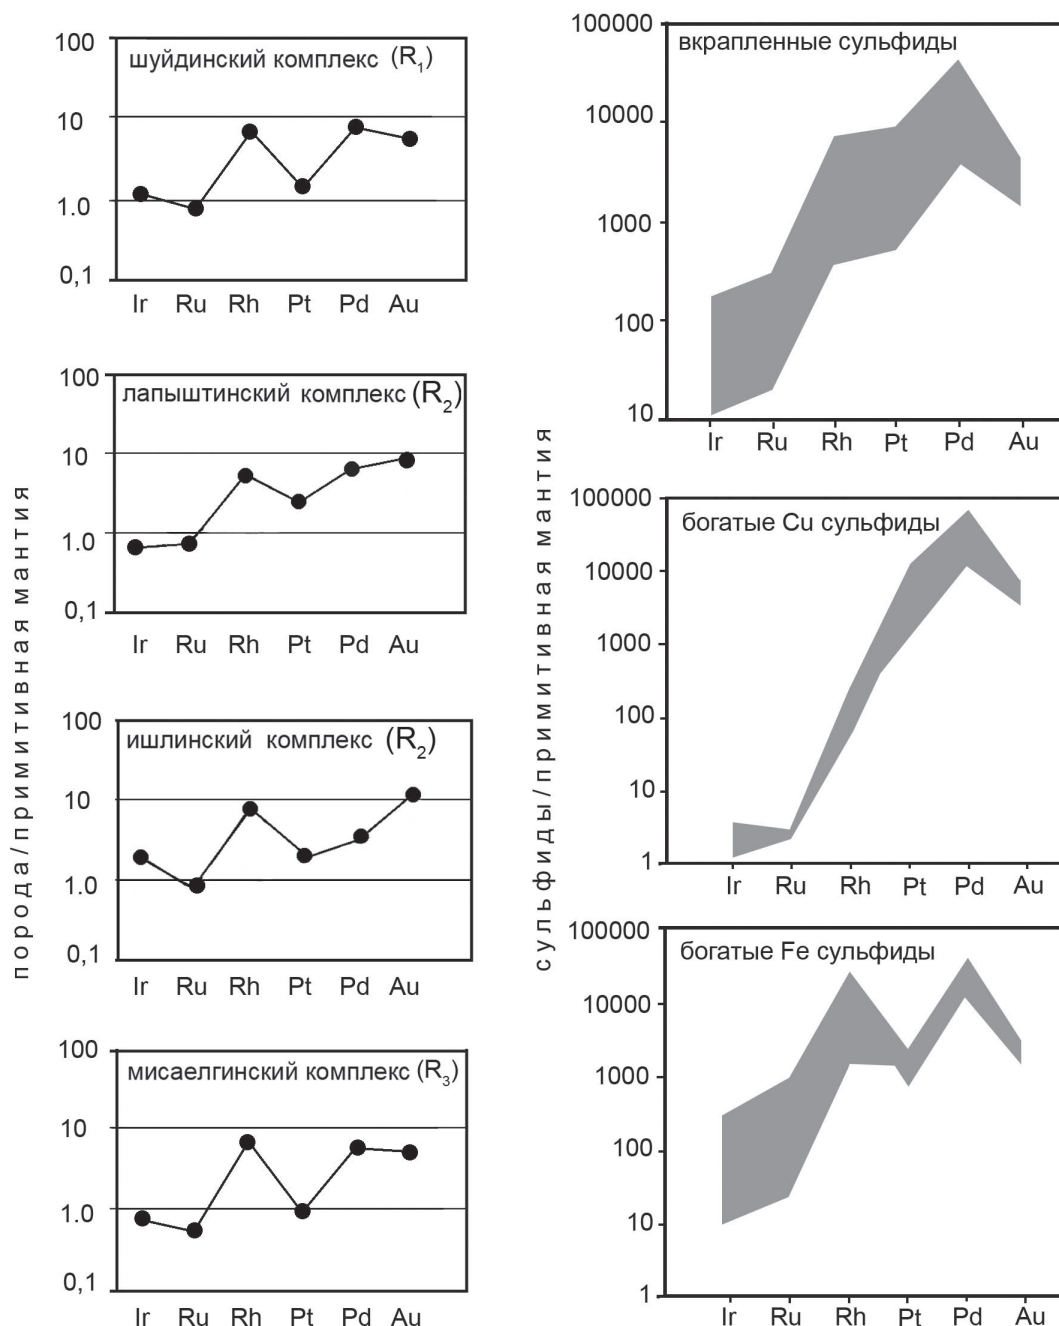 порода/примитивная мантия
100
шуйдинский комплекс (R1)
10
1.0
0,1
Ir Ru Rh Pt Pd Au
100
лапыштинский комплекс (R2)
10
1.0
0,1
Ir Ru Rh Pt Pd Au
100
ишлинский комплекс (R2)
10
1.0
0,1
Ir Ru Rh Pt Pd Au
100
мисаелгинский комплекс (R3)
10
1.0
0,1
Ir Ru Rh Pt Pd Au
сульфиды/примитивная мантия
100000
вкрапленные сульфиды
10000
1000
100
10
Ir Ru Rh Pt Pd Au
100000
богатые Cu сульфиды
10000
1000
100
10
1
Ir Ru Rh Pt Pd Au
100000
богатые Fe сульфиды
10000
1000
100
10
1
Ir Ru Rh Pt Pd Au